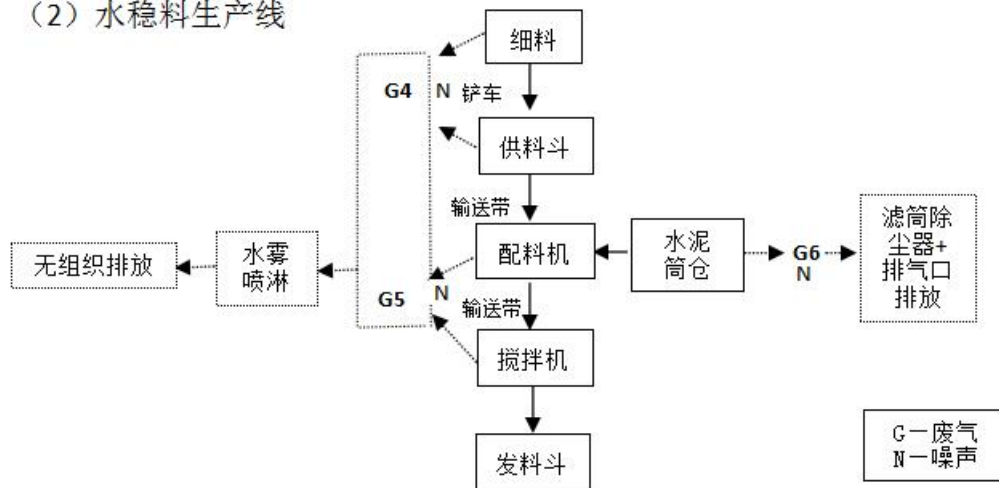 （2）水稳料生产线
细料
G4
N
铲车
供料斗
输送带
配料机
水泥
筒仓
G6
N
滤筒除
尘器+
排气口
排放
无组织排放
水雾
喷淋
G5
N
输送带
搅拌机
发料斗
G—废气
N—噪声